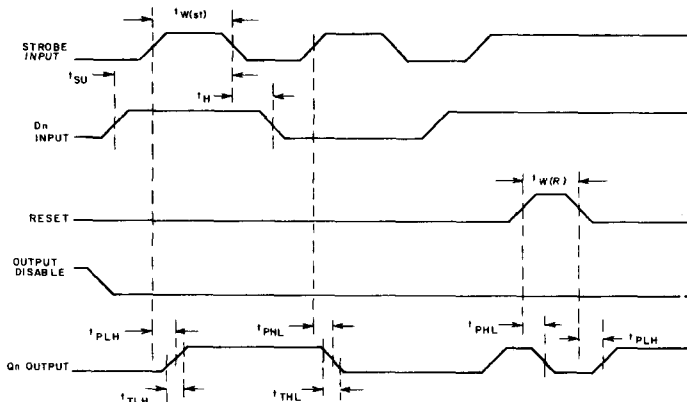 tW(st)
STROBE
INPUT
tSU
tH
Dn
INPUT
tW(R)
RESET
OUTPUT
DISABLE
tPLH
tPHL
tPHL
tPLH
Qn OUTPUT
tTLH
tTHL